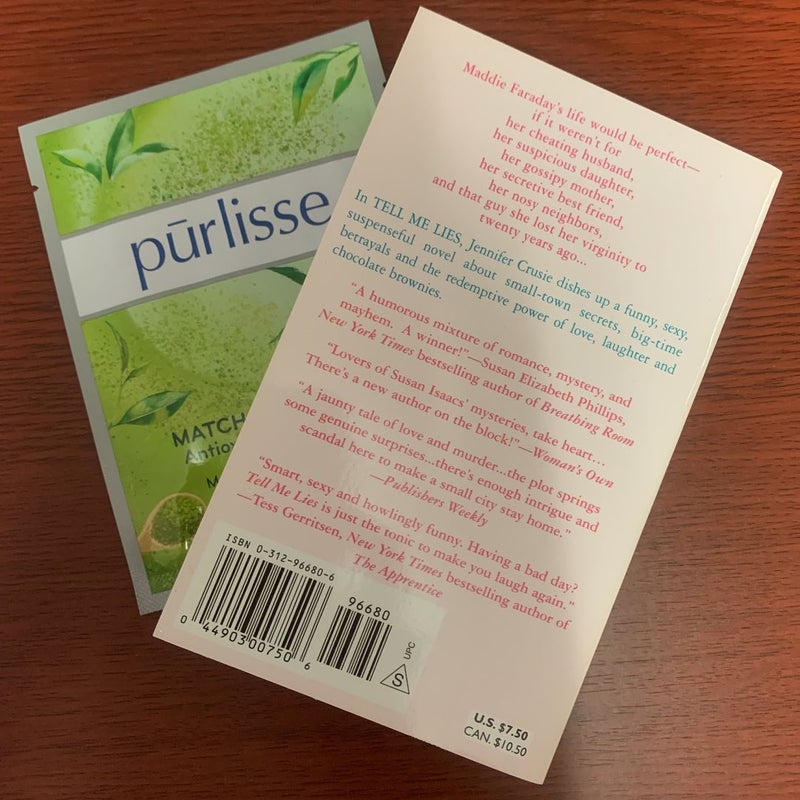 pūrlisse
MATCH
Antiox
M
Maddie Faraday's life would be perfect—
if it weren't for
her cheating husband,
her suspicious daughter,
her gossipy mother,
her secretive best friend,
her nosy neighbors,
and that guy she lost her virginity to
twenty years ago...
In TELL ME LIES, Jennifer Crusie dishes up a funny, sexy,
suspenseful novel about small-town secrets, big-time
betrayals and the redemptive power of love, laughter and
chocolate brownies.
"A humorous mixture of romance, mystery, and
mayhem. A winner!"—Susan Elizabeth Phillips,
New York Times bestselling author of Breathing Room
"Lovers of Susan Isaacs' mysteries, take heart...
There's a new author on the block!"—Woman's Own
"A jaunty tale of love and murder...the plot springs
some genuine surprises...there's enough intrigue and
scandal here to make a small city stay home."
—Publishers Weekly
"Smart, sexy and howlingly funny. Having a bad day?
Tell Me Lies is just the tonic to make you laugh again."
—Tess Gerritsen, New York Times bestselling author of
The Apprentice
ISBN 0-312-96680-6
96680
0 44903 00750 6
S UPC
U.S. $7.50
CAN. $10.50